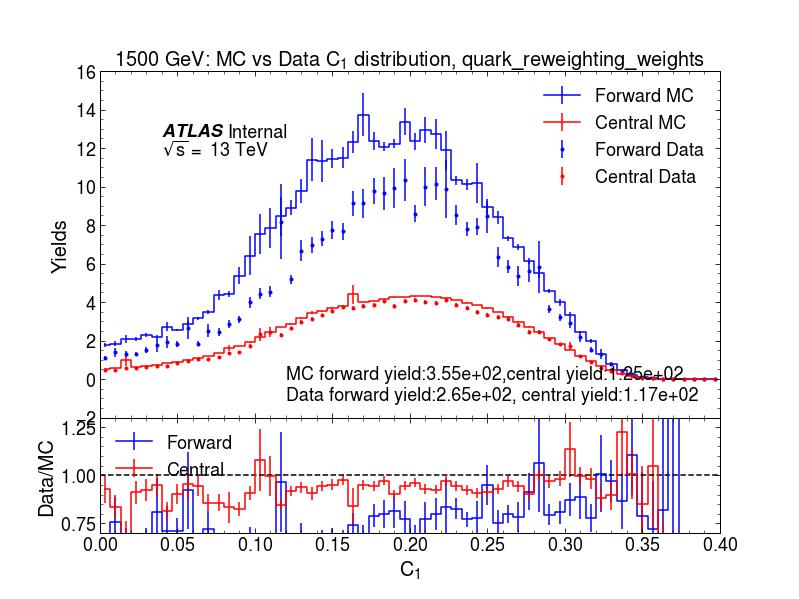 1500 GeV: MC vs Data C₁ distribution, quark_reweighting_weights
16
14
12
10
8
6
4
2
0
−2
Yields
ATLAS Internal
√s = 13 TeV
Forward MC
Central MC
Forward Data
Central Data
MC forward yield:3.55e+02,central yield:1.25e+02
Data forward yield:2.65e+02, central yield:1.17e+02
1.25
1.00
0.75
Data/MC
Forward
Central
0.00 0.05 0.10 0.15 0.20 0.25 0.30 0.35 0.40
C₁